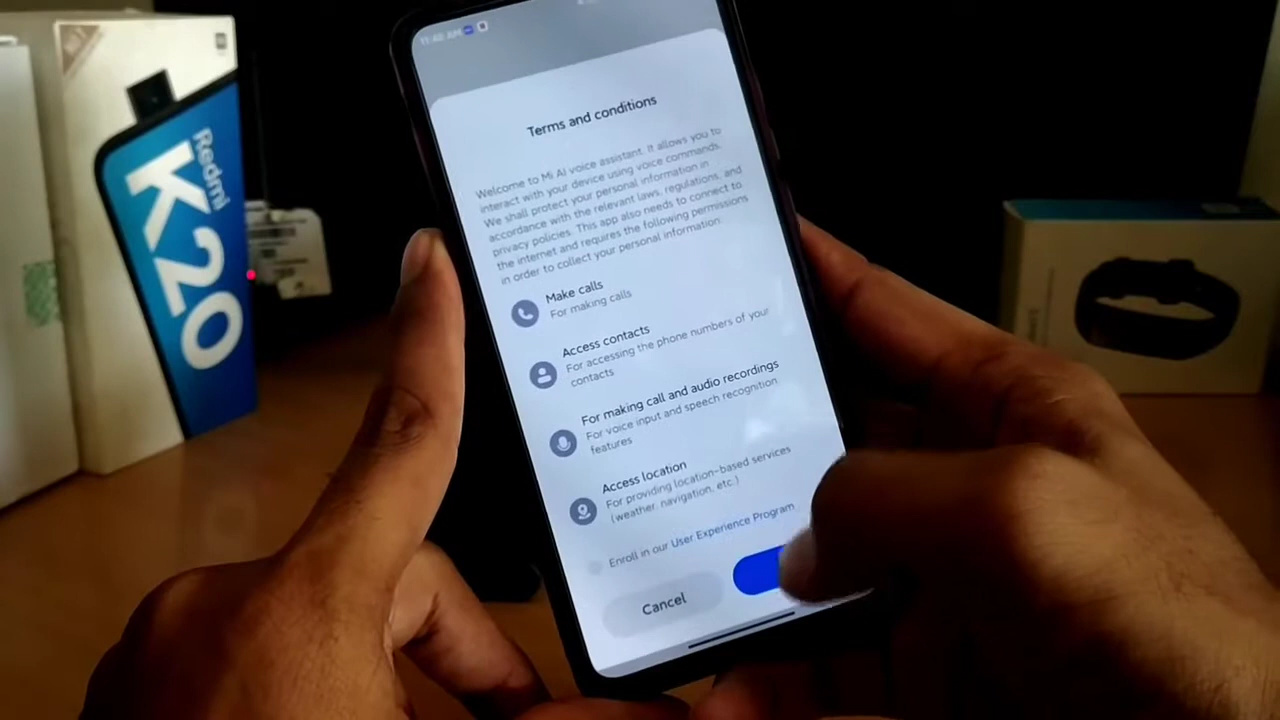 11:40 AM
Terms and conditions
Welcome to Mi AI voice assistant. It allows you to
interact with your device using voice commands.
We shall protect your personal information in
accordance with the relevant laws, regulations, and
privacy policies. This app also needs to connect to
the internet and requires the following permissions
in order to collect your personal information:
Make calls
For making calls
Access contacts
For accessing the phone numbers of your
contacts
For making call and audio recordings
For voice input and speech recognition
features
Access location
For providing location-based services
(weather, navigation, etc.)
Enroll in our User Experience Program
Cancel
Redmi
K20